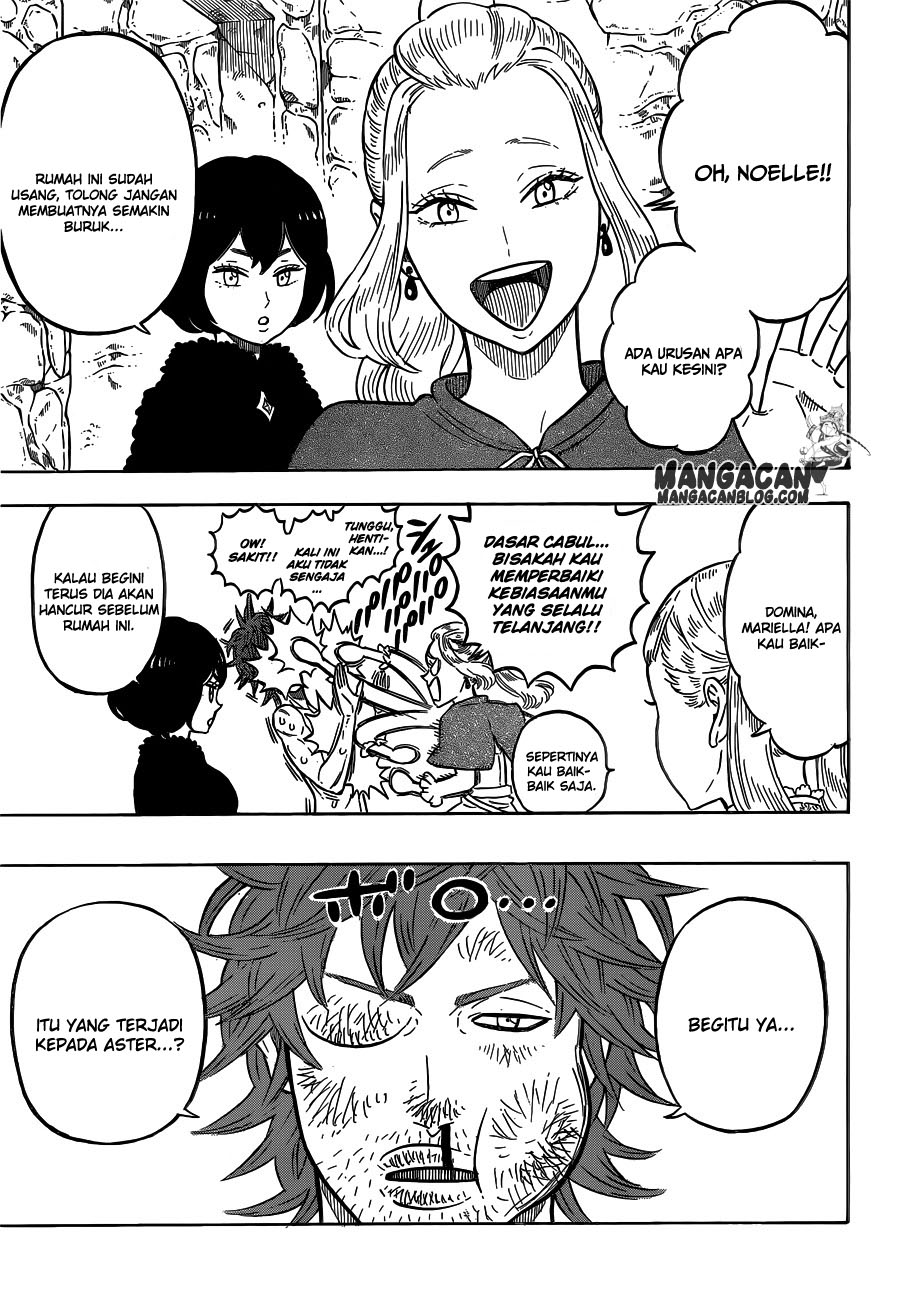 OH, NOELLE!!
ADA URUSAN APA
KAU KESINI?
RUMAH INI SUDAH
USANG, TOLONG JANGAN
MEMBUATNYA SEMAKIN
BURUK...
MANGACAN
MANGACANBLOG.COM
DOMINA,
MARIELLA! APA
KAU BAIK-
DASAR CABUL...
BISAKAH KAU
MEMPERBAIKI
KEBIASAANMU
YANG SELALU
TELANJANG!!
SEPERTINYA
KAU BAIK-
BAIK SAJA.
TUNGGU,
HENTI-
KAN...!
KALI INI
AKU TIDAK
SENGAJA
...
OW!
SAKIT!!
KALAU BEGINI
TERUS DIA AKAN
HANCUR SEBELUM
RUMAH INI.
ボロ...
BEGITU YA...
ITU YANG TERJADI
KEPADA ASTER...?